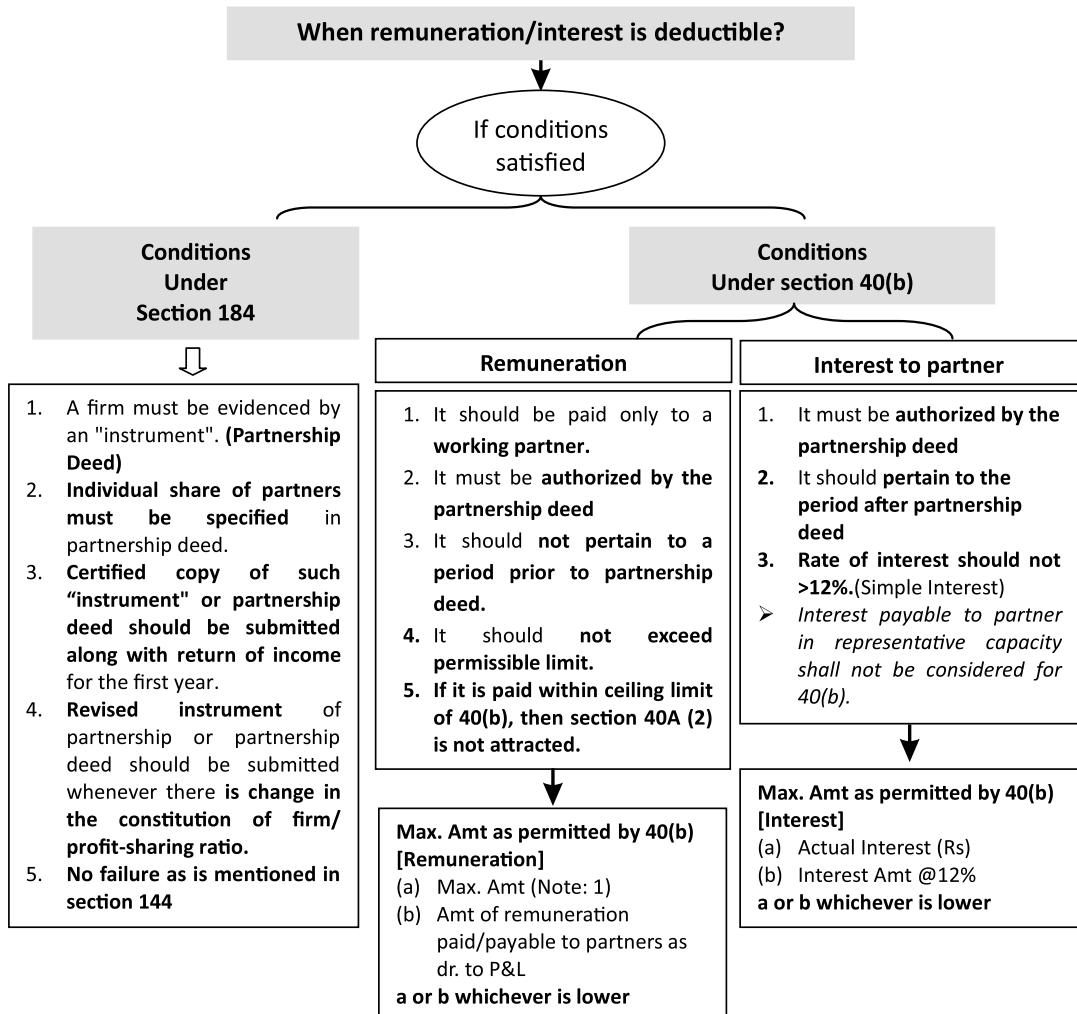 When remuneration/interest is deductible?
If conditions
satisfied
Conditions
Under
Section 184
1. A firm must be evidenced by
an "instrument". (Partnership
Deed)
2. Individual share of partners
must be specified in
partnership deed.
3. Certified copy of such
“instrument" or partnership
deed should be submitted
along with return of income
for the first year.
4. Revised instrument of
partnership or partnership
deed should be submitted
whenever there is change in
the constitution of firm/
profit-sharing ratio.
5. No failure as is mentioned in
section 144
Conditions
Under section 40(b)
Remuneration
1. It should be paid only to a
working partner.
2. It must be authorized by the
partnership deed
3. It should not pertain to a
period prior to partnership
deed.
4. It should not exceed
permissible limit.
5. If it is paid within ceiling limit
of 40(b), then section 40A (2)
is not attracted.
Max. Amt as permitted by 40(b)
[Remuneration]
(a) Max. Amt (Note: 1)
(b) Amt of remuneration
paid/payable to partners as
dr. to P&L
a or b whichever is lower
Interest to partner
1. It must be authorized by the
partnership deed
2. It should pertain to the
period after partnership
deed
3. Rate of interest should not
>12%.(Simple Interest)
➢ Interest payable to partner
in representative capacity
shall not be considered for
40(b).
Max. Amt as permitted by 40(b)
[Interest]
(a) Actual Interest (Rs)
(b) Interest Amt @12%
a or b whichever is lower